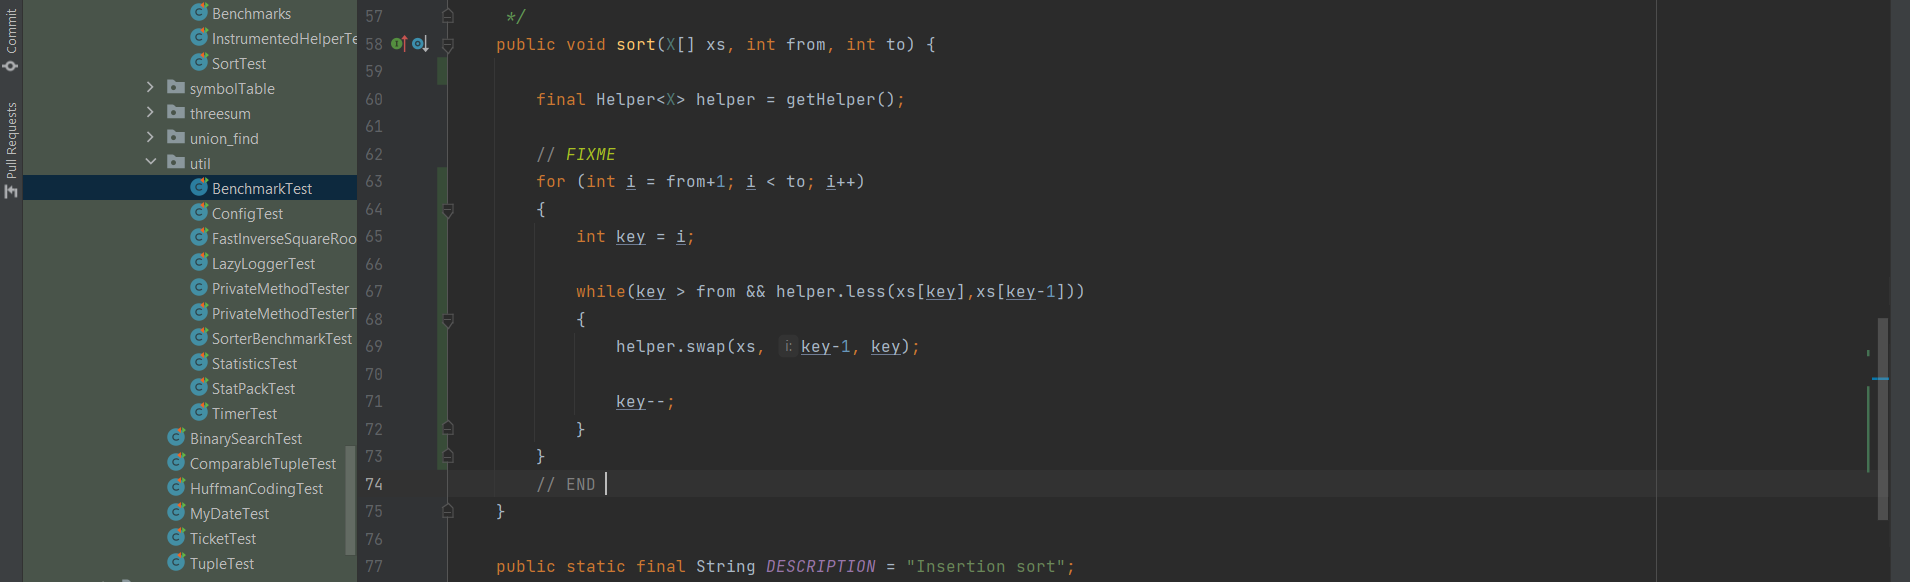 Commit
Pull Requests
Benchmarks
InstrumentedHelperTe
SortTest
symbolTable
threesum
union_find
util
BenchmarkTest
ConfigTest
FastInverseSquareRoo
LazyLoggerTest
PrivateMethodTester
PrivateMethodTesterT
SorterBenchmarkTest
StatisticsTest
StatPackTest
TimerTest
BinarySearchTest
ComparableTupleTest
HuffmanCodingTest
MyDateTest
TicketTest
TupleTest
57 */
58 public void sort(X[] xs, int from, int to) {
59
60 final Helper<X> helper = getHelper();
61
62 // FIXME
63 for (int i = from+1; i < to; i++)
64 {
65 int key = i;
66
67 while(key > from && helper.less(xs[key],xs[key-1]))
68 {
69 helper.swap(xs, i: key-1, key);
70
71 key--;
72 }
73 }
74 // END
75 }
76
77 public static final String DESCRIPTION = "Insertion sort";